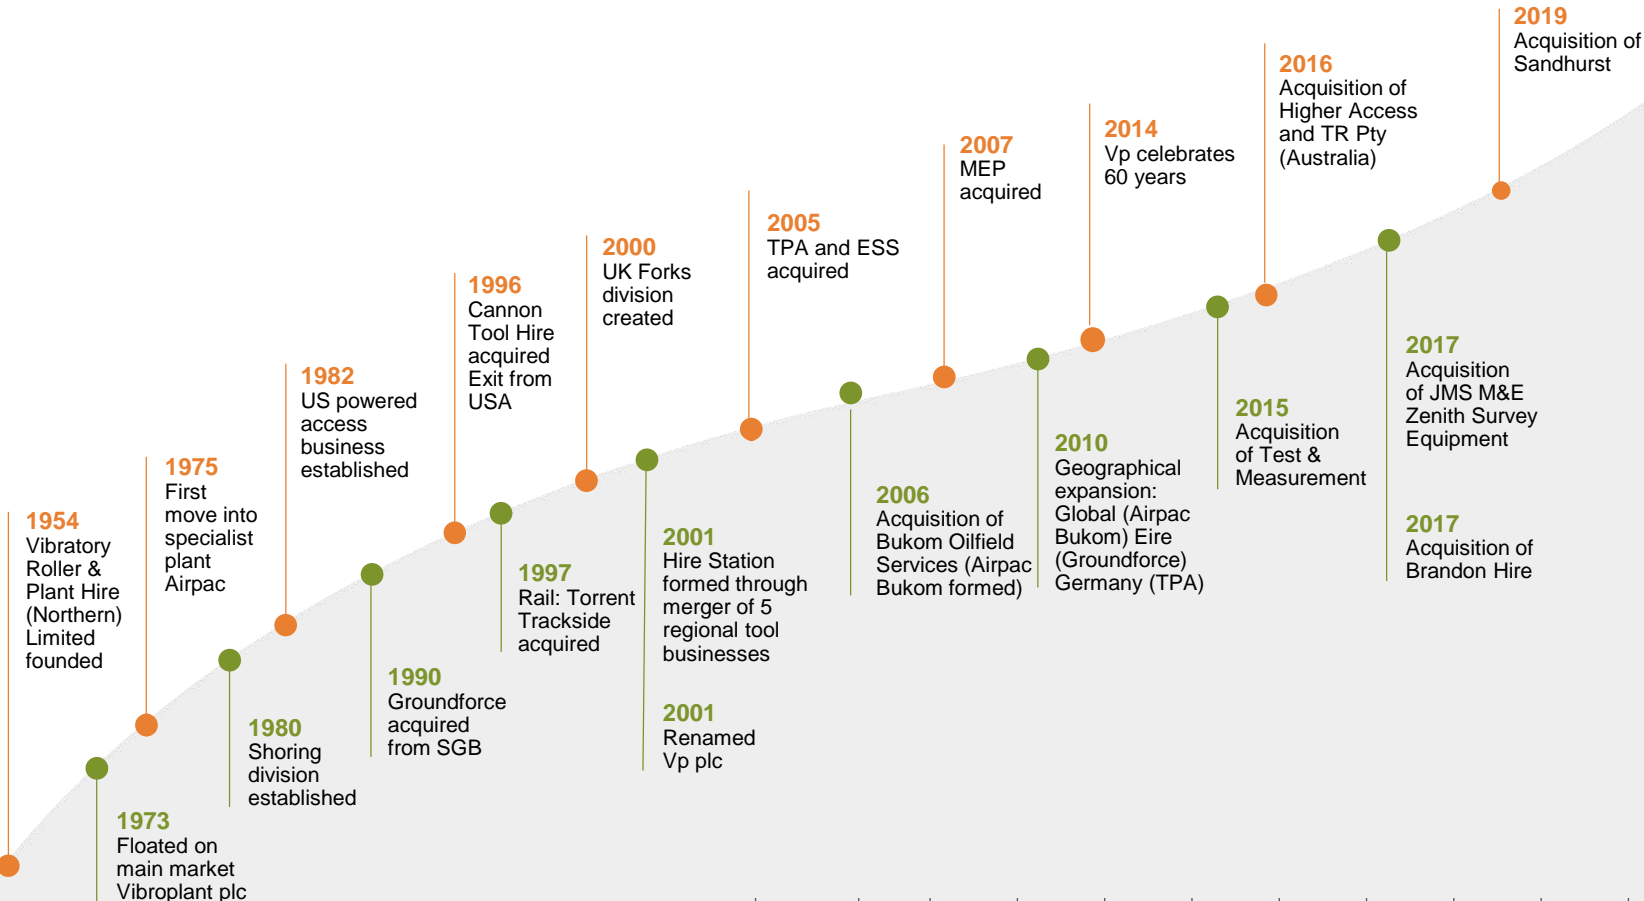 1954
Vibratory
Roller &
Plant Hire
(Northern)
Limited
founded
1973
Floated on
main market
Vibroplant plc
1975
First
move into
specialist
plant
Airpac
1980
Shoring
division
established
1982
US powered
access
business
established
1990
Groundforce
acquired
from SGB
1996
Cannon
Tool Hire
acquired
Exit from
USA
1997
Rail: Torrent
Trackside
acquired
2000
UK Forks
division
created
2001
Hire Station
formed through
merger of 5
regional tool
businesses
2001
Renamed
Vp plc
2005
TPA and ESS
acquired
2006
Acquisition of
Bukom Oilfield
Services (Airpac
Bukom formed)
2007
MEP
acquired
2010
Geographical
expansion:
Global (Airpac
Bukom) Eire
(Groundforce)
Germany (TPA)
2014
Vp celebrates
60 years
2015
Acquisition
of Test &
Measurement
2016
Acquisition of
Higher Access
and TR Pty
(Australia)
2017
Acquisition
of JMS M&E
Zenith Survey
Equipment
2017
Acquisition of
Brandon Hire
2019
Acquisition of
Sandhurst